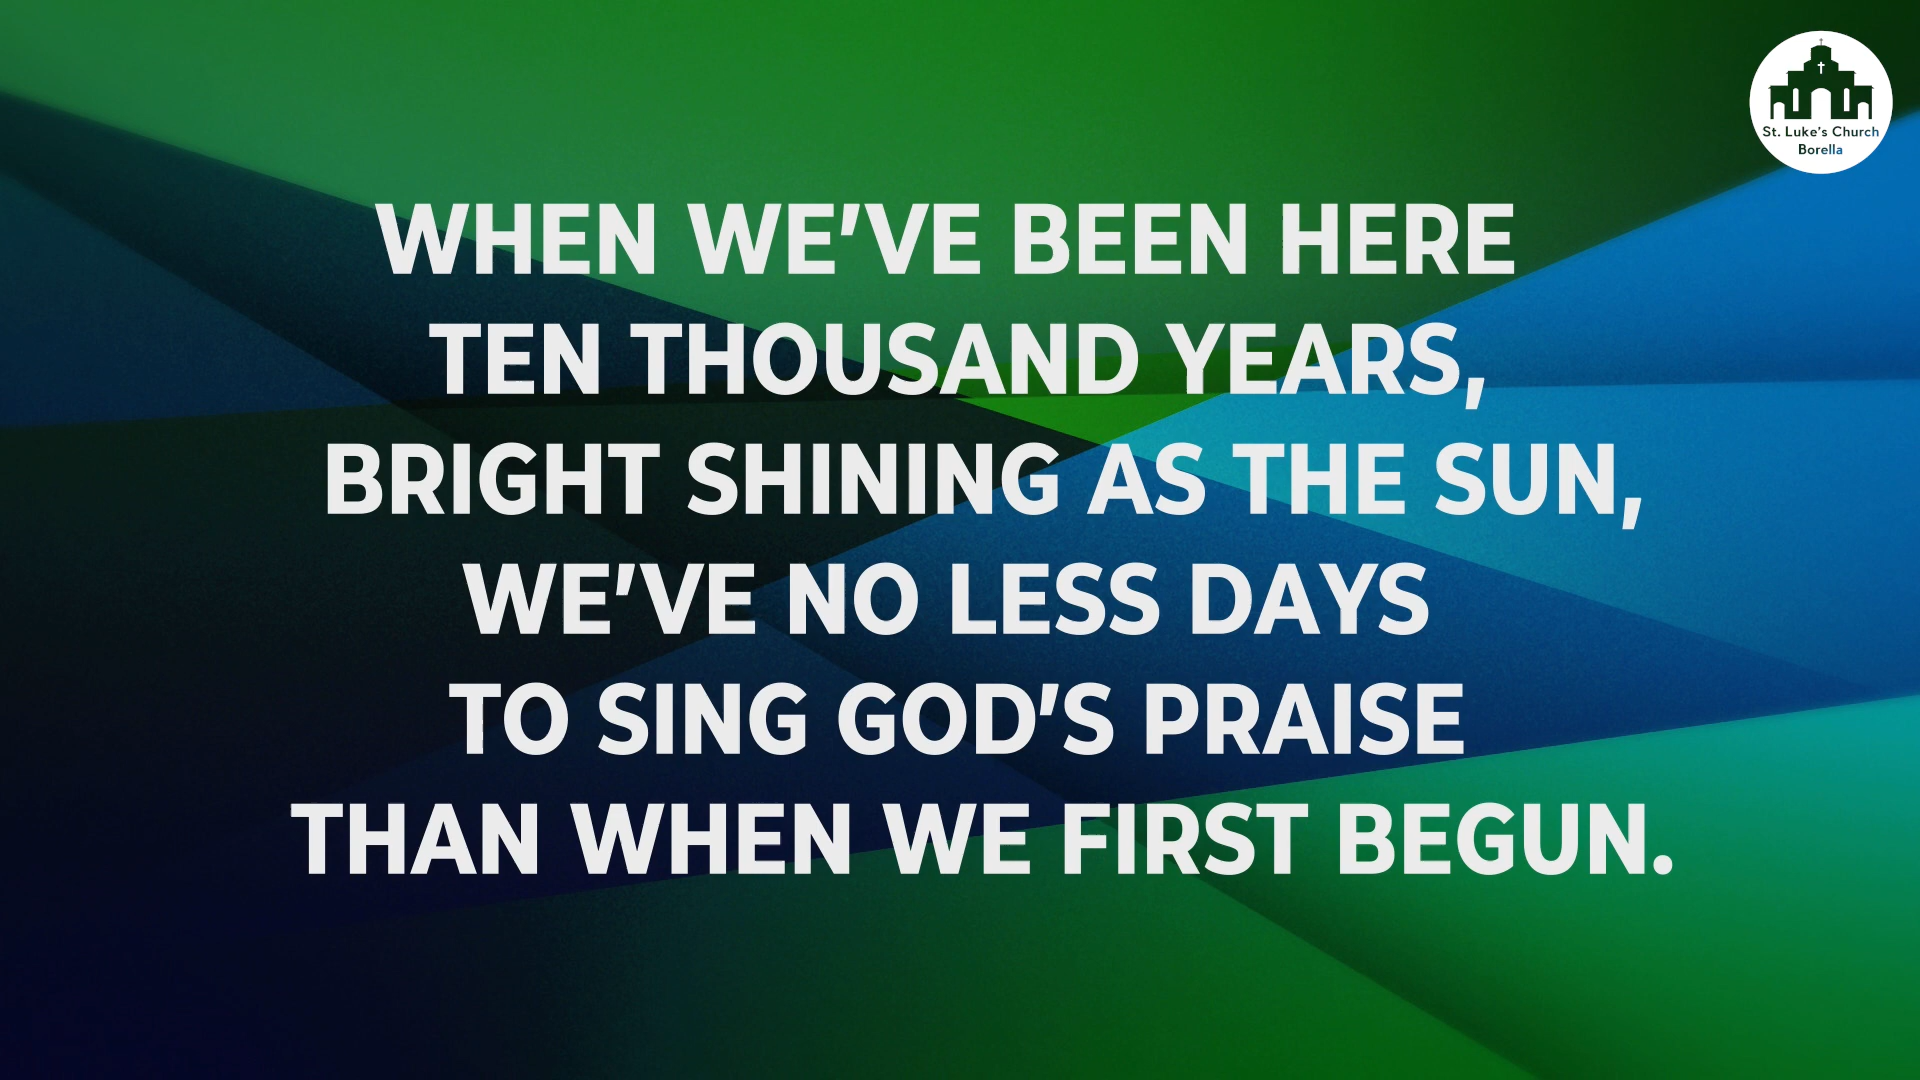 St. Luke's Church
Borella
WHEN WE'VE BEEN HERE
TEN THOUSAND YEARS,
BRIGHT SHINING AS THE SUN,
WE'VE NO LESS DAYS
TO SING GOD'S PRAISE
THAN WHEN WE FIRST BEGUN.